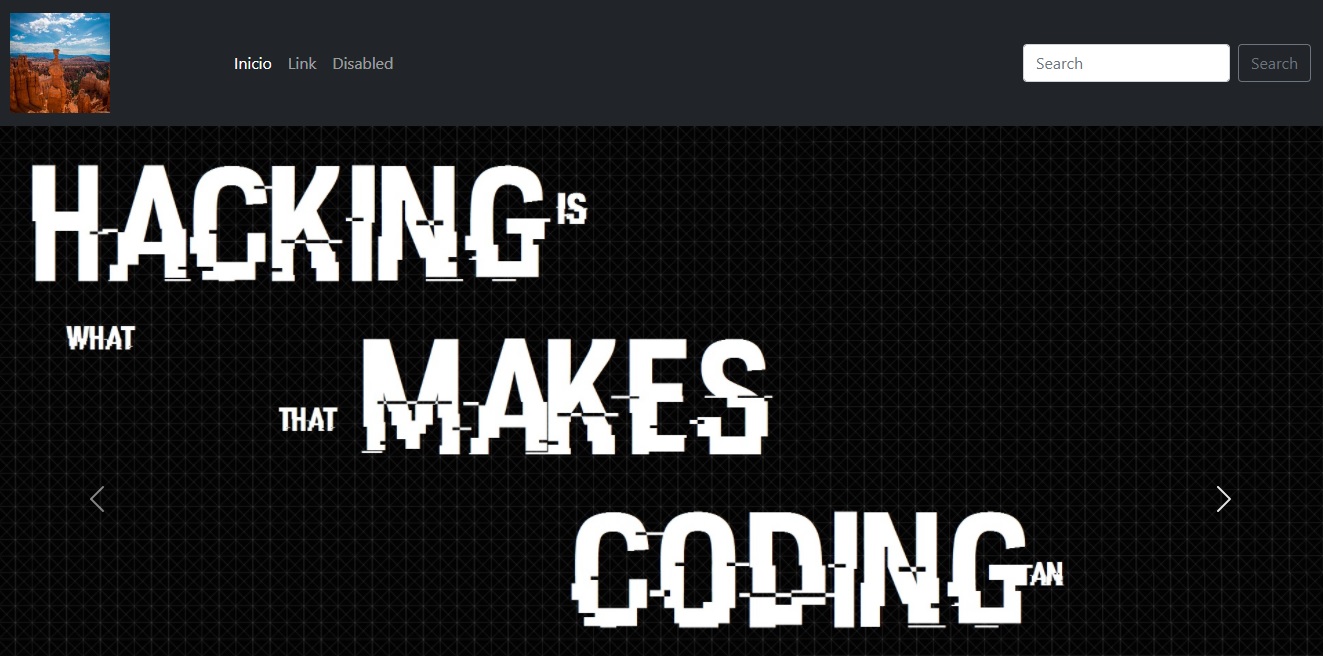 Inicio Link Disabled Search Search
HACKING IS
WHAT
THAT MAKES
CODING AN